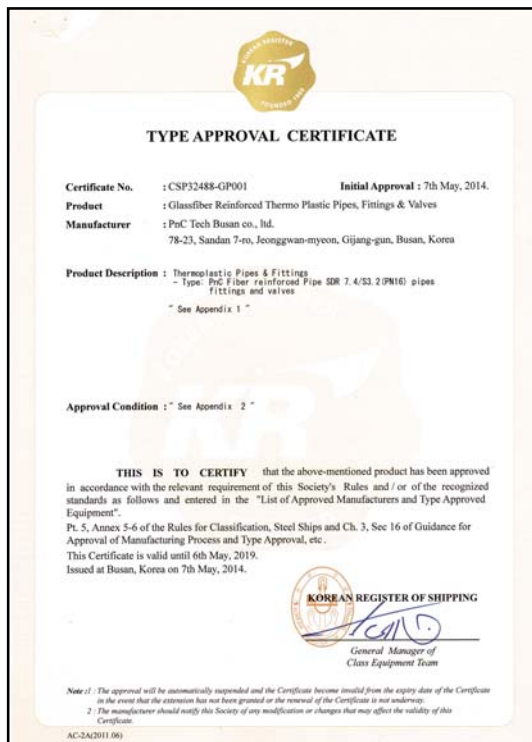 KOREAN REGISTER
KR
FOUNDED 1960
TYPE APPROVAL CERTIFICATE
Certificate No. : CSP32488-GP001 Initial Approval : 7th May, 2014.
Product : Glassfiber Reinforced Thermo Plastic Pipes, Fittings & Valves
Manufacturer : PnC Tech Busan co., ltd.
78-23, Sandan 7-ro, Jeonggwan-myeon, Gijang-gun, Busan, Korea
Product Description : Thermoplastic Pipes & Fittings
- Type: PnC Fiber reinforced Pipe SDR 7.4/S3.2(PN16) pipes
fittings and valves
" See Appendix 1 "
Approval Condition : " See Appendix 2 "
THIS IS TO CERTIFY that the above-mentioned product has been approved
in accordance with the relevant requirement of this Society's Rules and / or of the recognized
standards as follows and entered in the "List of Approved Manufacturers and Type Approved
Equipment".
Pt. 5, Annex 5-6 of the Rules for Classification, Steel Ships and Ch. 3, Sec 16 of Guidance for
Approval of Manufacturing Process and Type Approval, etc .
This Certificate is valid until 6th May, 2019.
Issued at Busan, Korea on 7th May, 2014.
KOREAN REGISTER OF SHIPPING
General Manager of
Class Equipment Team
Note :1 : The approval will be automatically suspended and the Certificate become invalid from the expiry date of the Certificate
in the event that the extension has not been granted or the renewal of the Certificate is not underway.
2 : The manufacturer should notify this Society of any modification or changes that may affect the validity of this
Certificate.
AC-2A(2011.06)